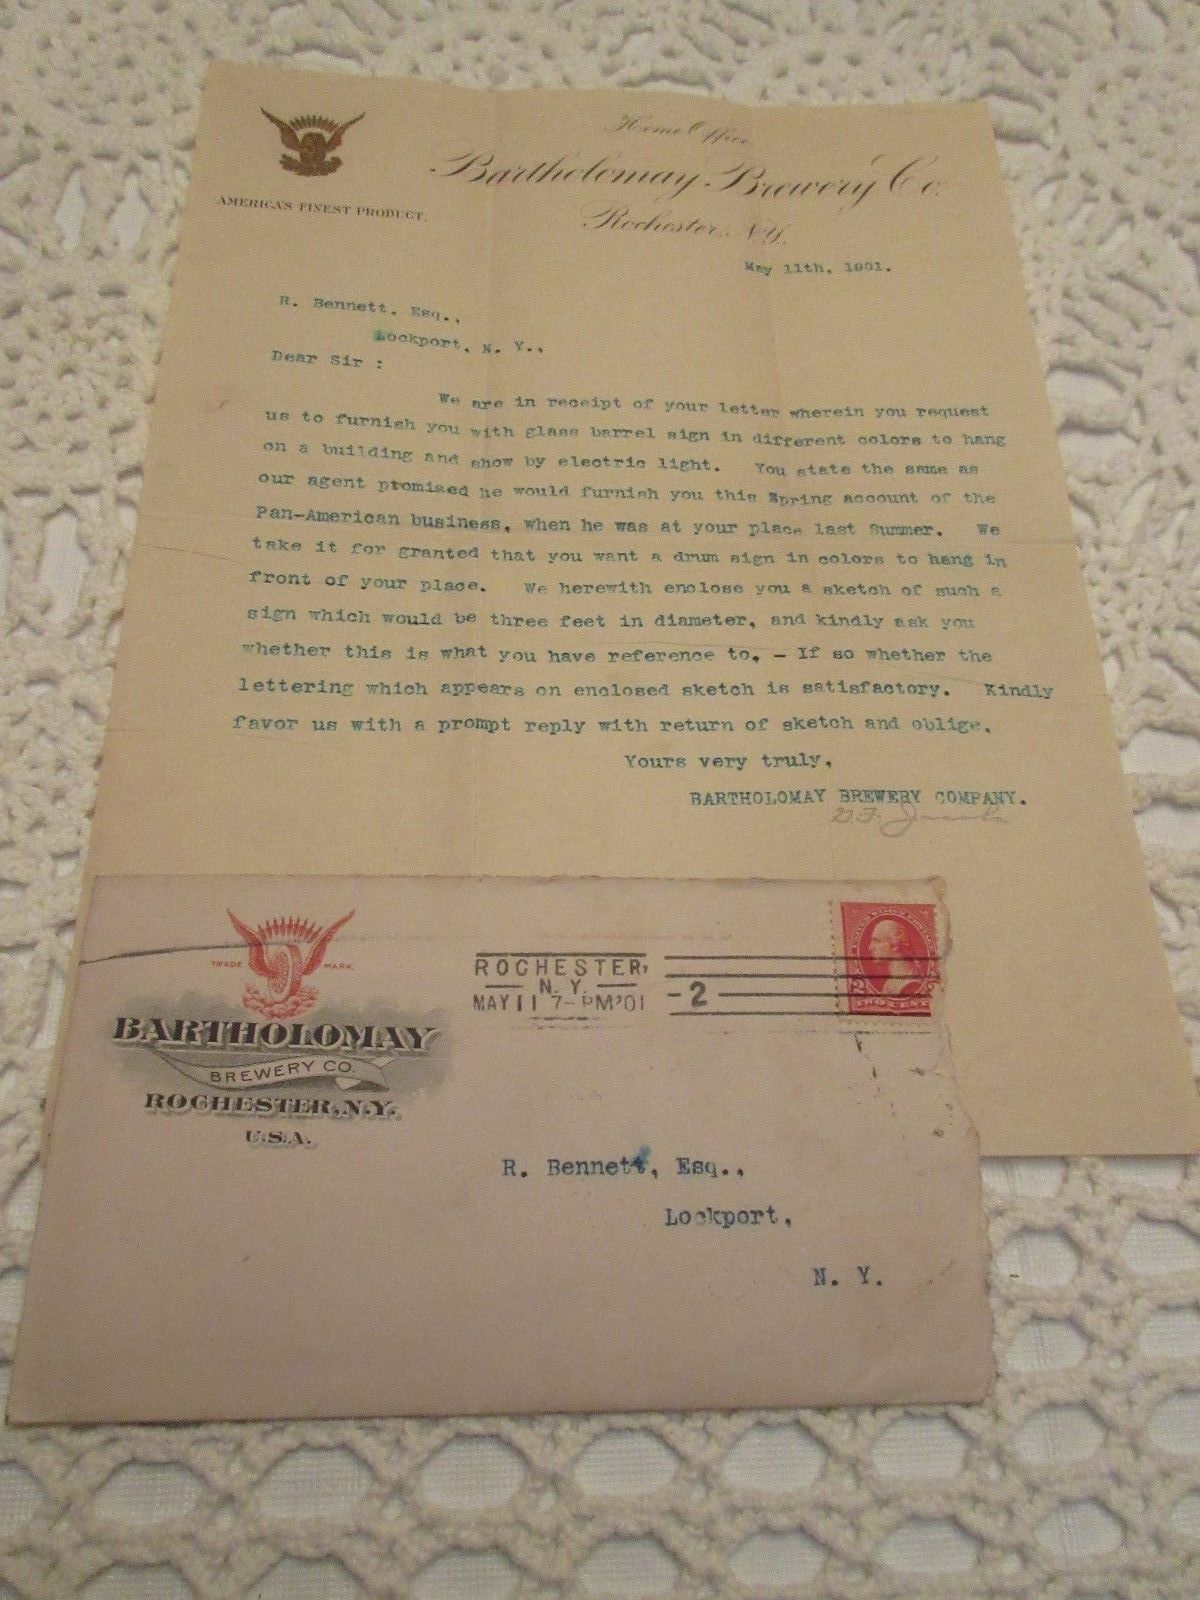 Home Office
Bartholomay Brewery Co.
Rochester, N.Y.
AMERICA'S FINEST PRODUCT.
May 11th, 1901.
R. Bennett, Esq.,
Lockport, N. Y.,
Dear Sir :
We are in receipt of your letter wherein you request
us to furnish you with glass barrel sign in different colors to hang
on a building and show by electric light. You state the same as
our agent promised he would furnish you this Spring account of the
Pan-American business, when he was at your place last Summer. We
take it for granted that you want a drum sign in colors to hang in
front of your place. We herewith enclose you a sketch of such a
sign which would be three feet in diameter, and kindly ask you
whether this is what you have reference to. - If so whether the
lettering which appears on enclosed sketch is satisfactory. Kindly
favor us with a prompt reply with return of sketch and oblige,
Yours very truly,
BARTHOLOMAY BREWERY COMPANY.
TRADE MARK
BARTHOLOMAY
BREWERY CO.
ROCHESTER, N.Y.
U.S.A.
ROCHESTER,
N.Y.
MAY 11 7-PM '01
2
UNITED STATES POSTAGE
2 2
TWO CENTS
R. Bennett, Esq.,
Lockport,
N. Y.